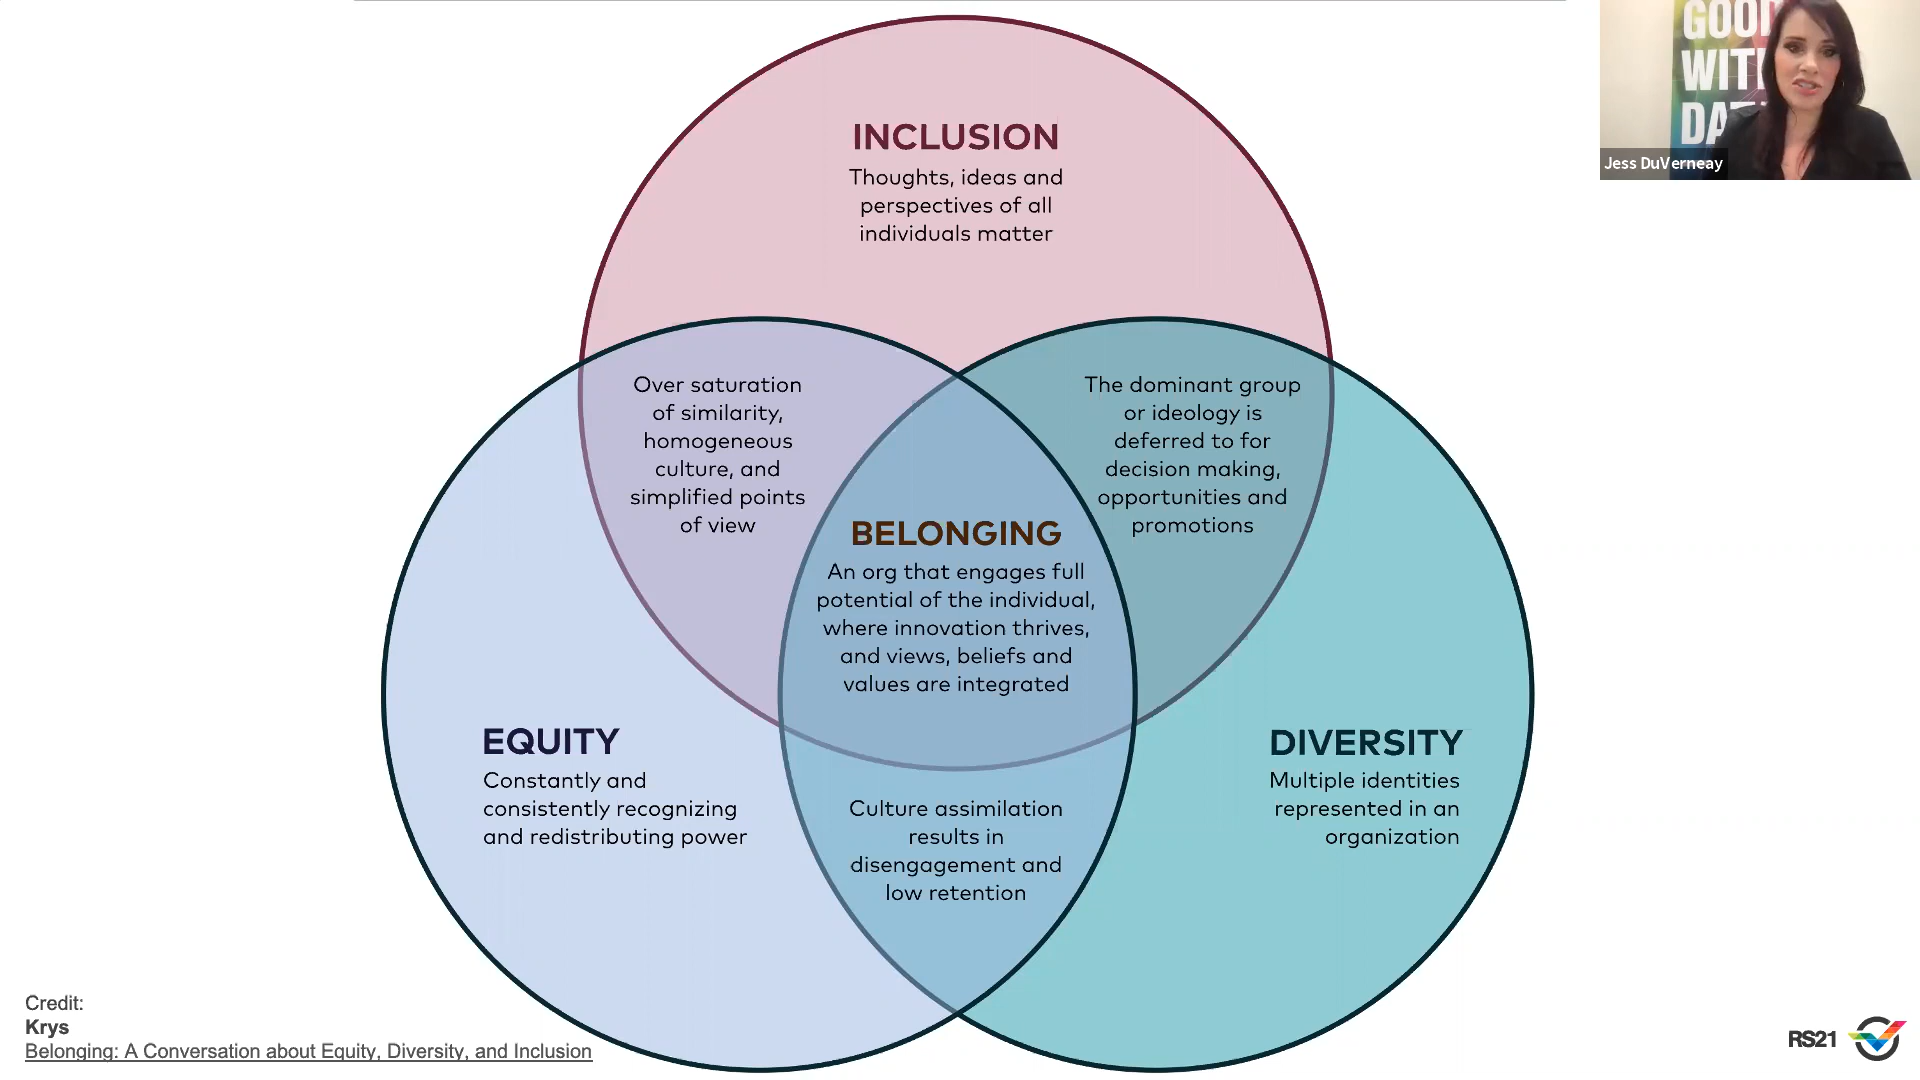 INCLUSION
Thoughts, ideas and
perspectives of all
individuals matter
Over saturation
of similarity,
homogeneous
culture, and
simplified points
of view
The dominant group
or ideology is
deferred to for
decision making,
opportunities and
promotions
BELONGING
An org that engages full
potential of the individual,
where innovation thrives,
and views, beliefs and
values are integrated
EQUITY
Constantly and
consistently recognizing
and redistributing power
DIVERSITY
Multiple identities
represented in an
organization
Culture assimilation
results in
disengagement and
low retention
Credit:
Krys
Belonging: A Conversation about Equity, Diversity, and Inclusion
RS21
GOOD
WITH
DATA
Jess DuVerneay